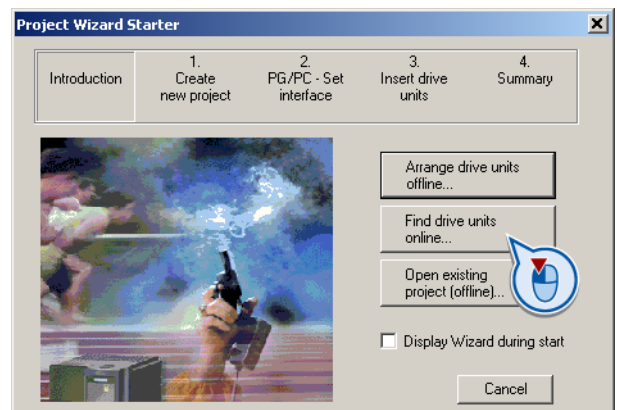 Project Wizard Starter
Introduction
1.
Create
new project
2.
PG/PC - Set
interface
3.
Insert drive
units
4.
Summary
Arrange drive units
offline...
Find drive units
online...
Open existing
project (offline)...
Display Wizard during start
Cancel